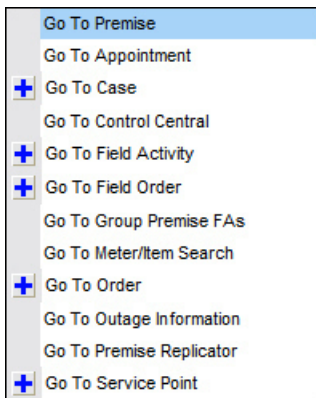 Go To Premise
Go To Appointment
Go To Case
Go To Control Central
Go To Field Activity
Go To Field Order
Go To Group Premise FAs
Go To Meter/Item Search
Go To Order
Go To Outage Information
Go To Premise Replicator
Go To Service Point